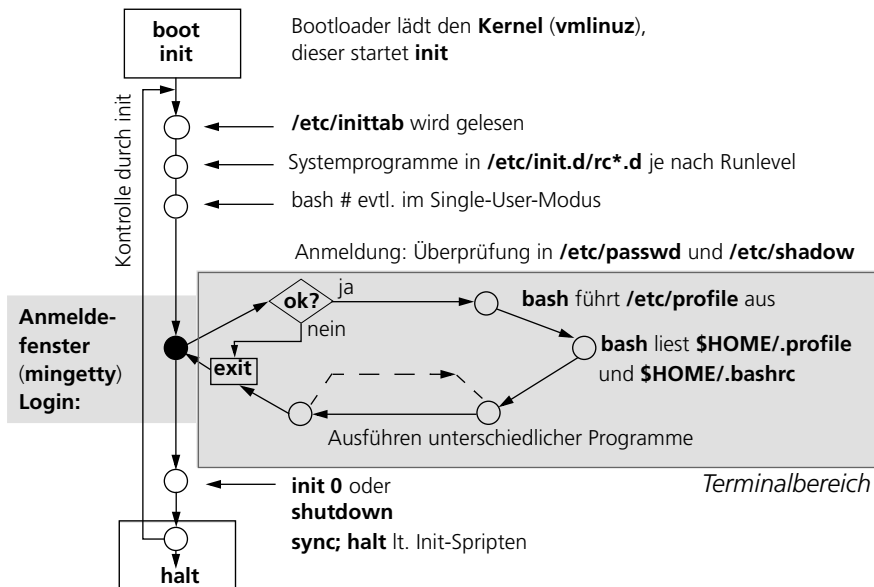 boot
init
Bootloader lädt den Kernel (vmlinuz),
dieser startet init
Kontrolle durch init
/etc/inittab wird gelesen
Systemprogramme in /etc/init.d/rc*.d je nach Runlevel
bash # evtl. im Single-User-Modus
Anmeldung: Überprüfung in /etc/passwd und /etc/shadow
ok?
ja
nein
exit
bash führt /etc/profile aus
bash liest $HOME/.profile
und $HOME/.bashrc
Anmelde-
fenster
(mingetty)
Login:
Ausführen unterschiedlicher Programme
Terminalbereich
init 0 oder
shutdown
sync; halt lt. Init-Spripten
halt